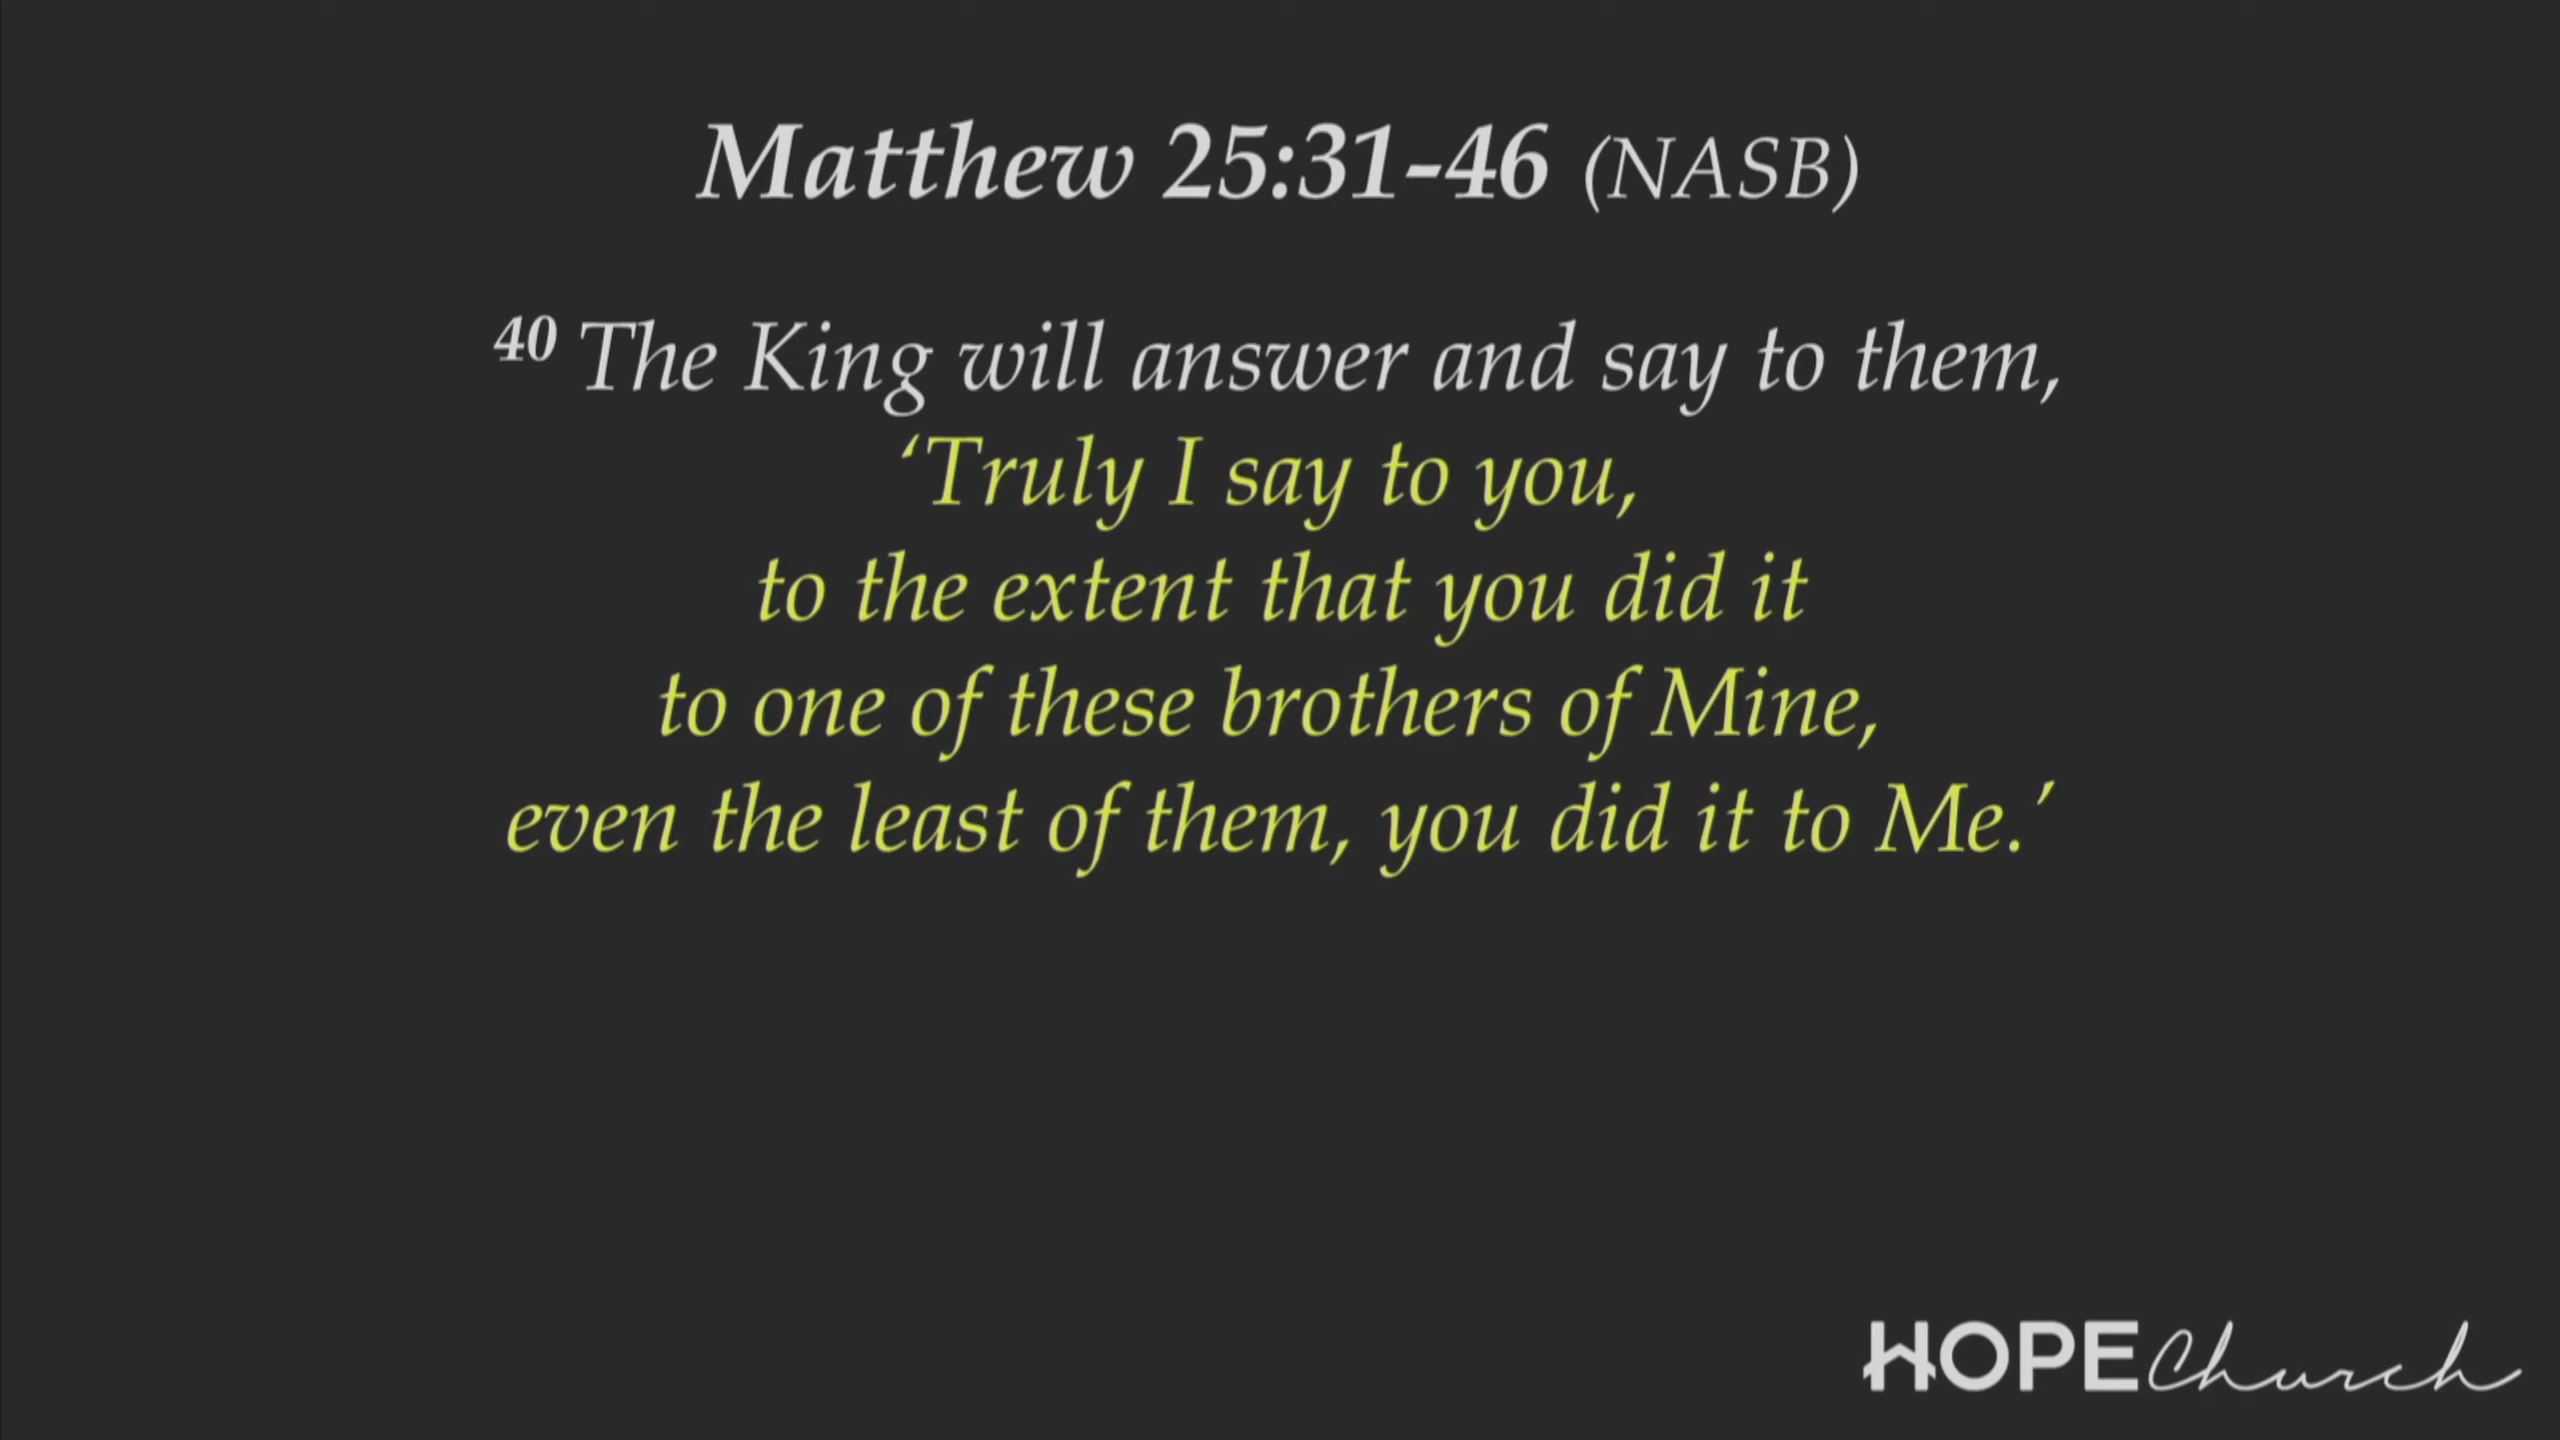 Matthew 25:31-46 (NASB)
40 The King will answer and say to them,
‘Truly I say to you,
to the extent that you did it
to one of these brothers of Mine,
even the least of them, you did it to Me.’
HOPE Church